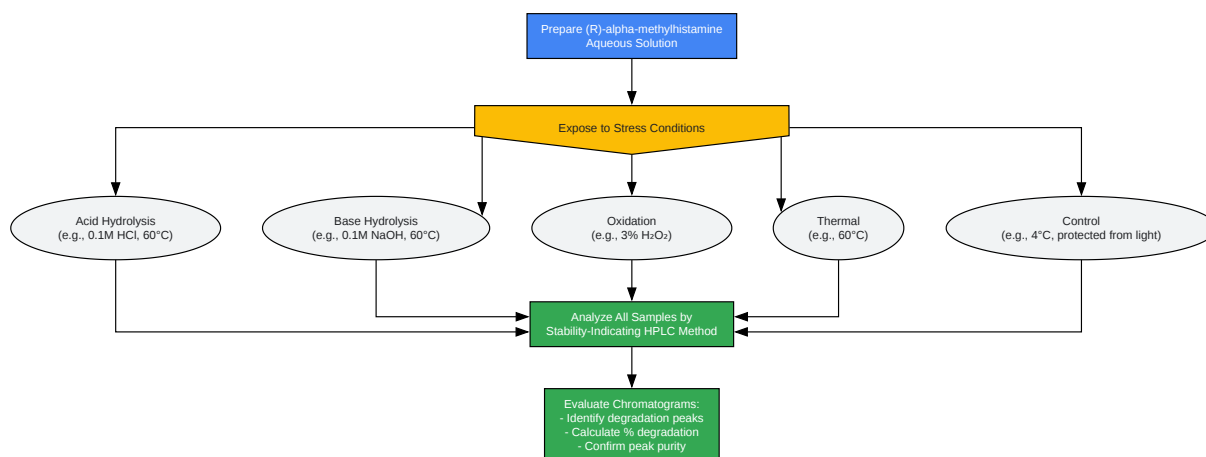 Prepare (R)-alpha-methylhistamine
Aqueous Solution
Expose to Stress Conditions
Acid Hydrolysis
(e.g., 0.1M HCl, 60°C)
Base Hydrolysis
(e.g., 0.1M NaOH, 60°C)
Oxidation
(e.g., 3% H₂O₂)
Thermal
(e.g., 60°C)
Control
(e.g., 4°C, protected from light)
Analyze All Samples by
Stability-Indicating HPLC Method
Evaluate Chromatograms:
- Identify degradation peaks
- Calculate % degradation
- Confirm peak purity